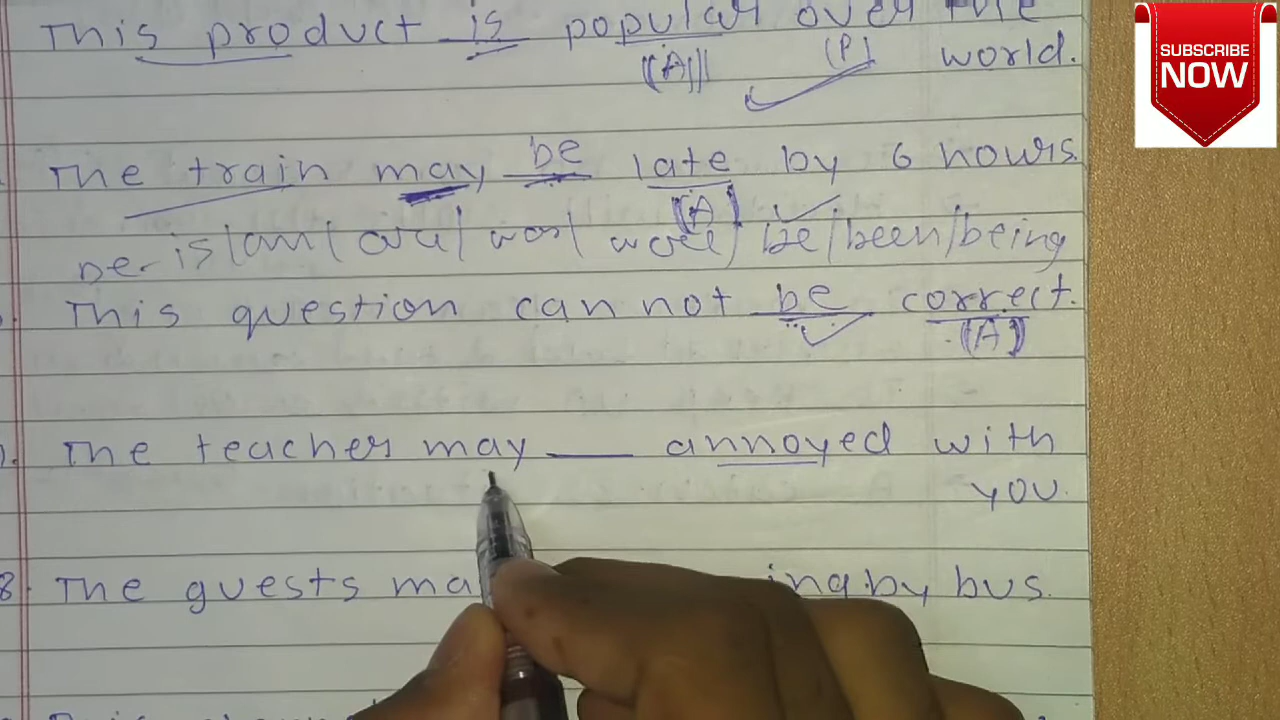 This product is popular over the
(A) (P) world.
The train may be late by 6 hours.
(A)
be- is/am/are/was/were/be/been/being
This question can not be correct.
(A)
The teacher may ___ annoyed with
you.
8. The guests ing by bus.
SUBSCRIBE
NOW